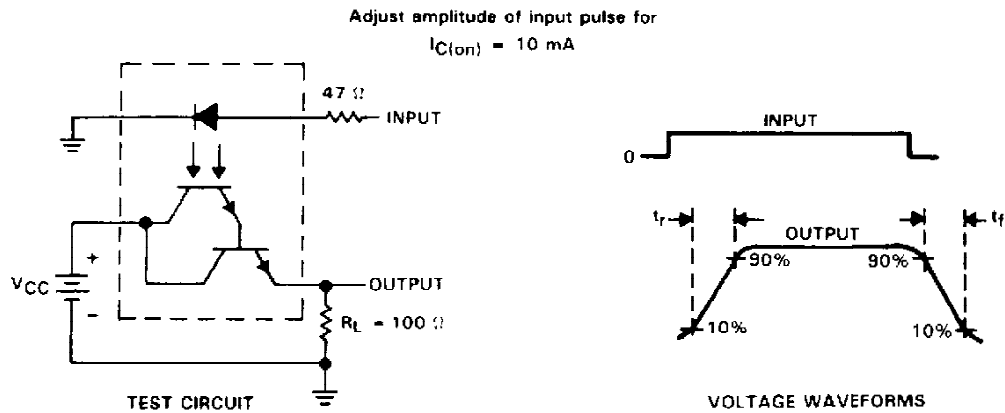 Adjust amplitude of input pulse for
IC(on) = 10 mA
47 Ω
INPUT
VCC
+
-
OUTPUT
RL = 100 Ω
TEST CIRCUIT
INPUT
0
tr
tf
OUTPUT
90%
90%
10%
10%
VOLTAGE WAVEFORMS